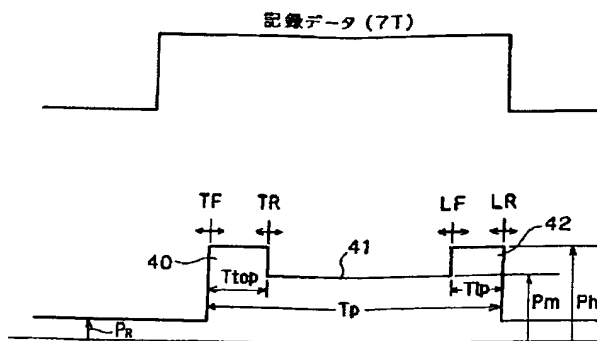 記録データ (7T)
TF TR LF LR
40 41 42
Ttop Tlp
Tp Pm Ph
PR